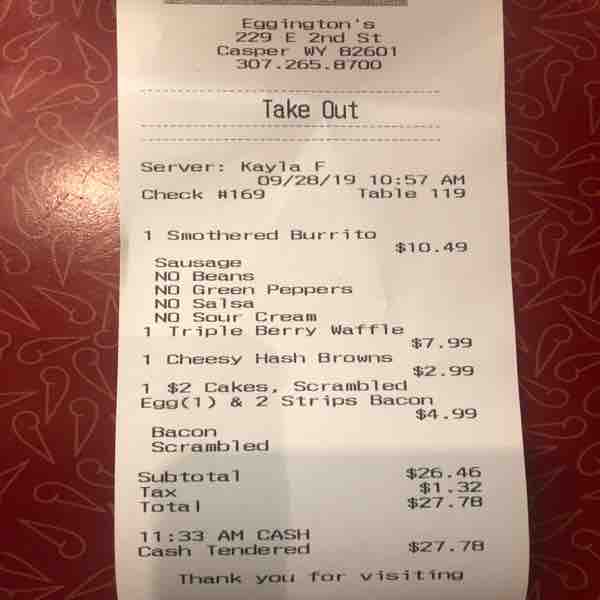 Eggington's
229 E 2nd St
Casper WY 82601
307.265.8700
Take Out
Server: Kayla F
09/28/19 10:57 AM
Check #169 Table 119
1 Smothered Burrito
$10.49
Sausage
NO Beans
NO Green Peppers
NO Salsa
NO Sour Cream
1 Triple Berry Waffle
$7.99
1 Cheesy Hash Browns
$2.99
1 $2 Cakes, Scrambled
Egg(1) & 2 Strips Bacon
$4.99
Bacon
Scrambled
Subtotal $26.46
Tax $1.32
Total $27.78
11:33 AM CASH
Cash Tendered $27.78
Thank you for visiting